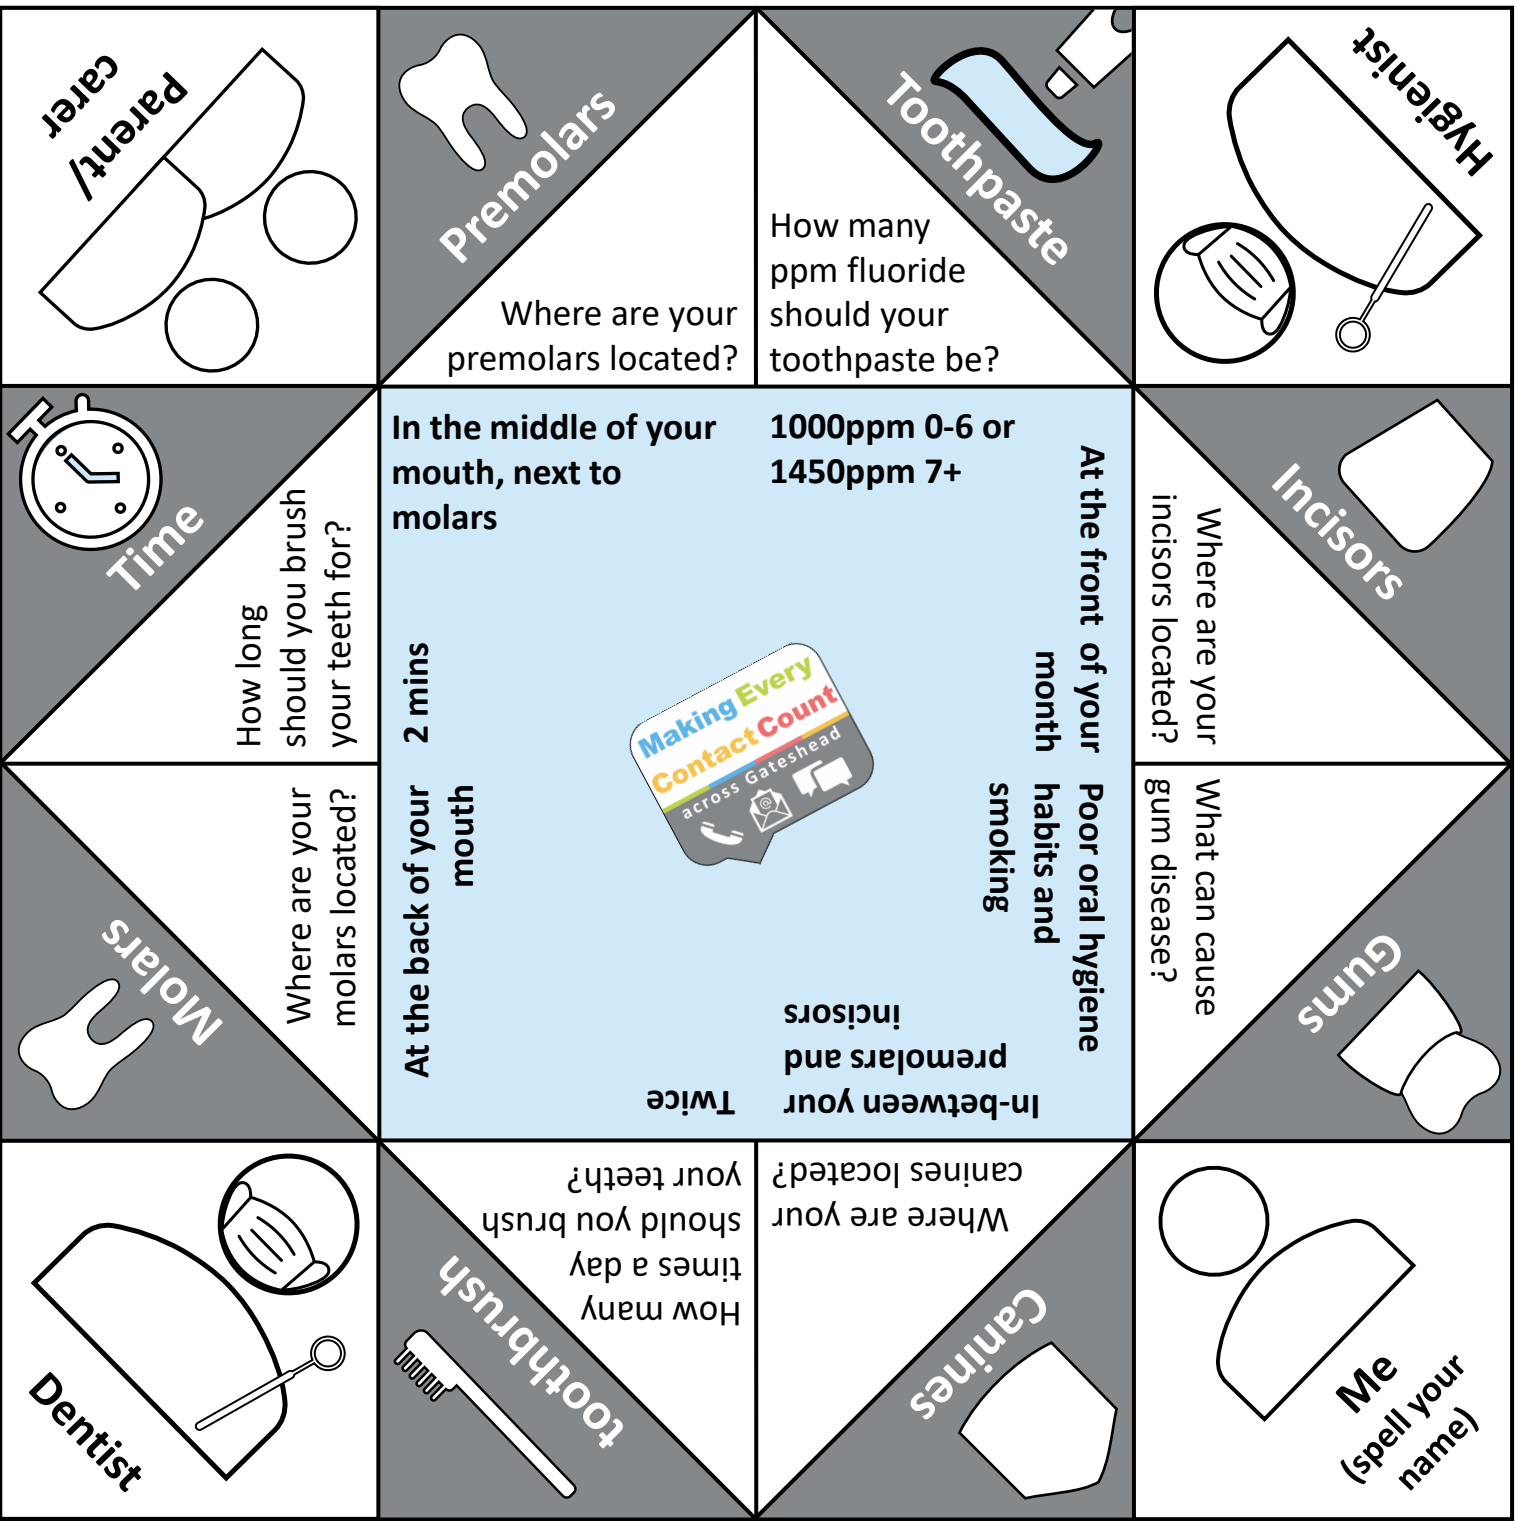 Parent/
carer
Premolars
Toothpaste
Hygienist
Where are your
premolars located?
How many
ppm fluoride
should your
toothpaste be?
Time
How long
should you brush
your teeth for?
In the middle of your
mouth, next to
molars
1000ppm 0-6 or
1450ppm 7+
At the front of your
month
Where are your
incisors located?
Incisors
2 mins
Making Every
Contact Count
across Gateshead
Molars
Where are your
molars located?
At the back of your
mouth
Poor oral hygiene
habits and
smoking
What can cause
gum disease?
Gums
Twice
In-between your
premolars and
incisors
How many
times a day
should you brush
your teeth?
Where are your
canines located?
Dentist
toothbrush
Canines
Me
(spell your
name)